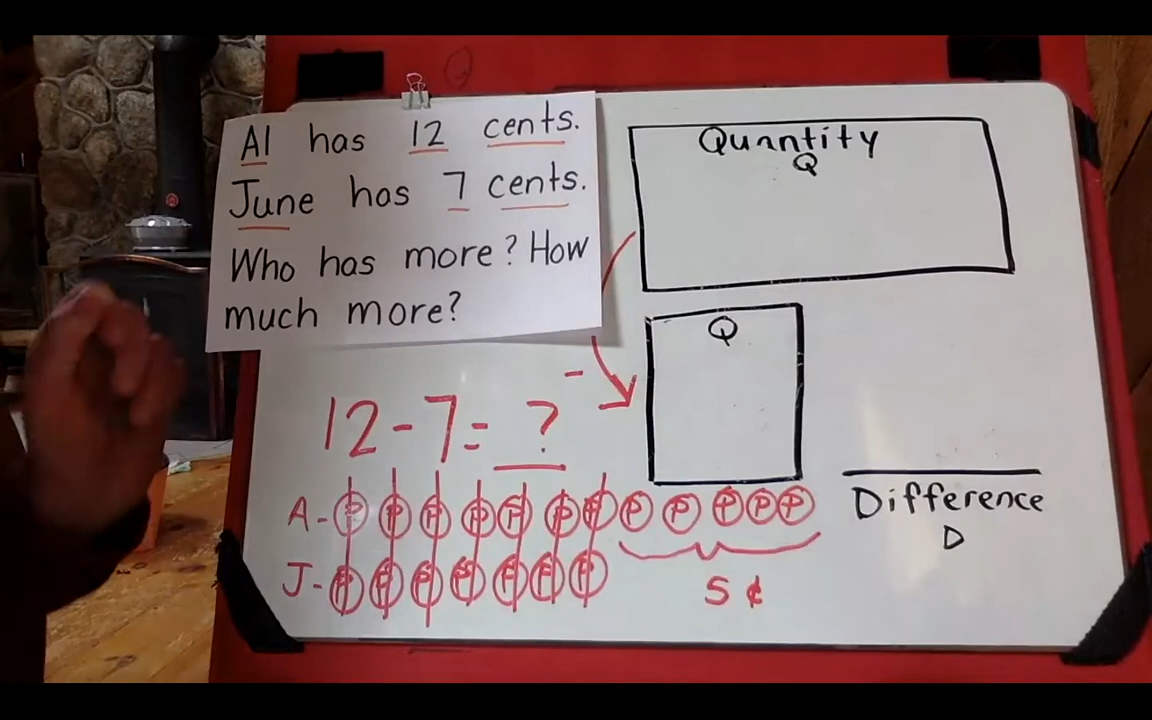 Al has 12 cents.
June has 7 cents.
Who has more? How
much more?
Quantity
Q
Q
-
12-7= ?
A- P P P P P P P P P P P P
J- P P P P P P P
5 ¢
Difference
D